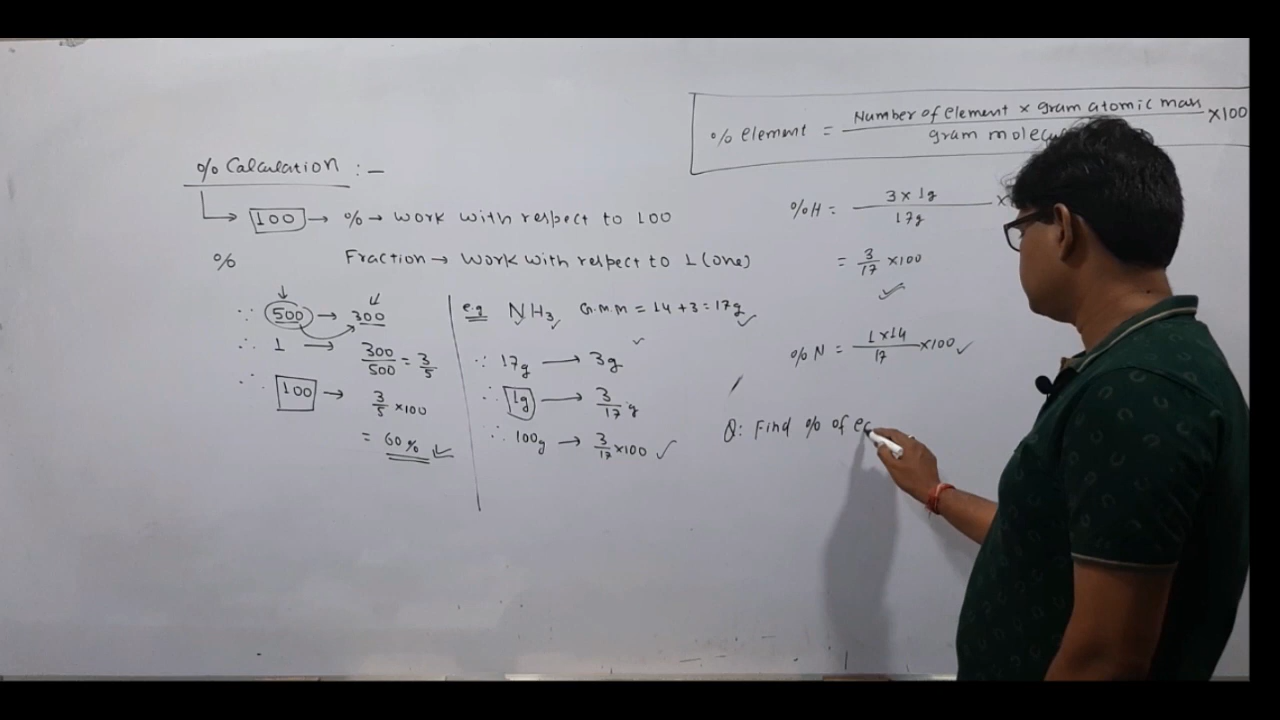 % Calculation : –
100 → % → work with respect to 100
% Fraction → work with respect to 1 (one)
∵ 500 → 300
∴ 1 → 300/500 = 3/5
∴ 100 → 3/5 ×100
= 60%
e.g NH3 G.M.M = 14 + 3 = 17g
∵ 17g → 3g
∴ 1g → 3/17 g
∴ 100g → 3/17 ×100
% element = Number of element × gram atomic mass / gram ×100
%H = 3 × 1g / 17g
= 3/17 ×100
%N = 1×14 / 17 ×100
Q: Find % of